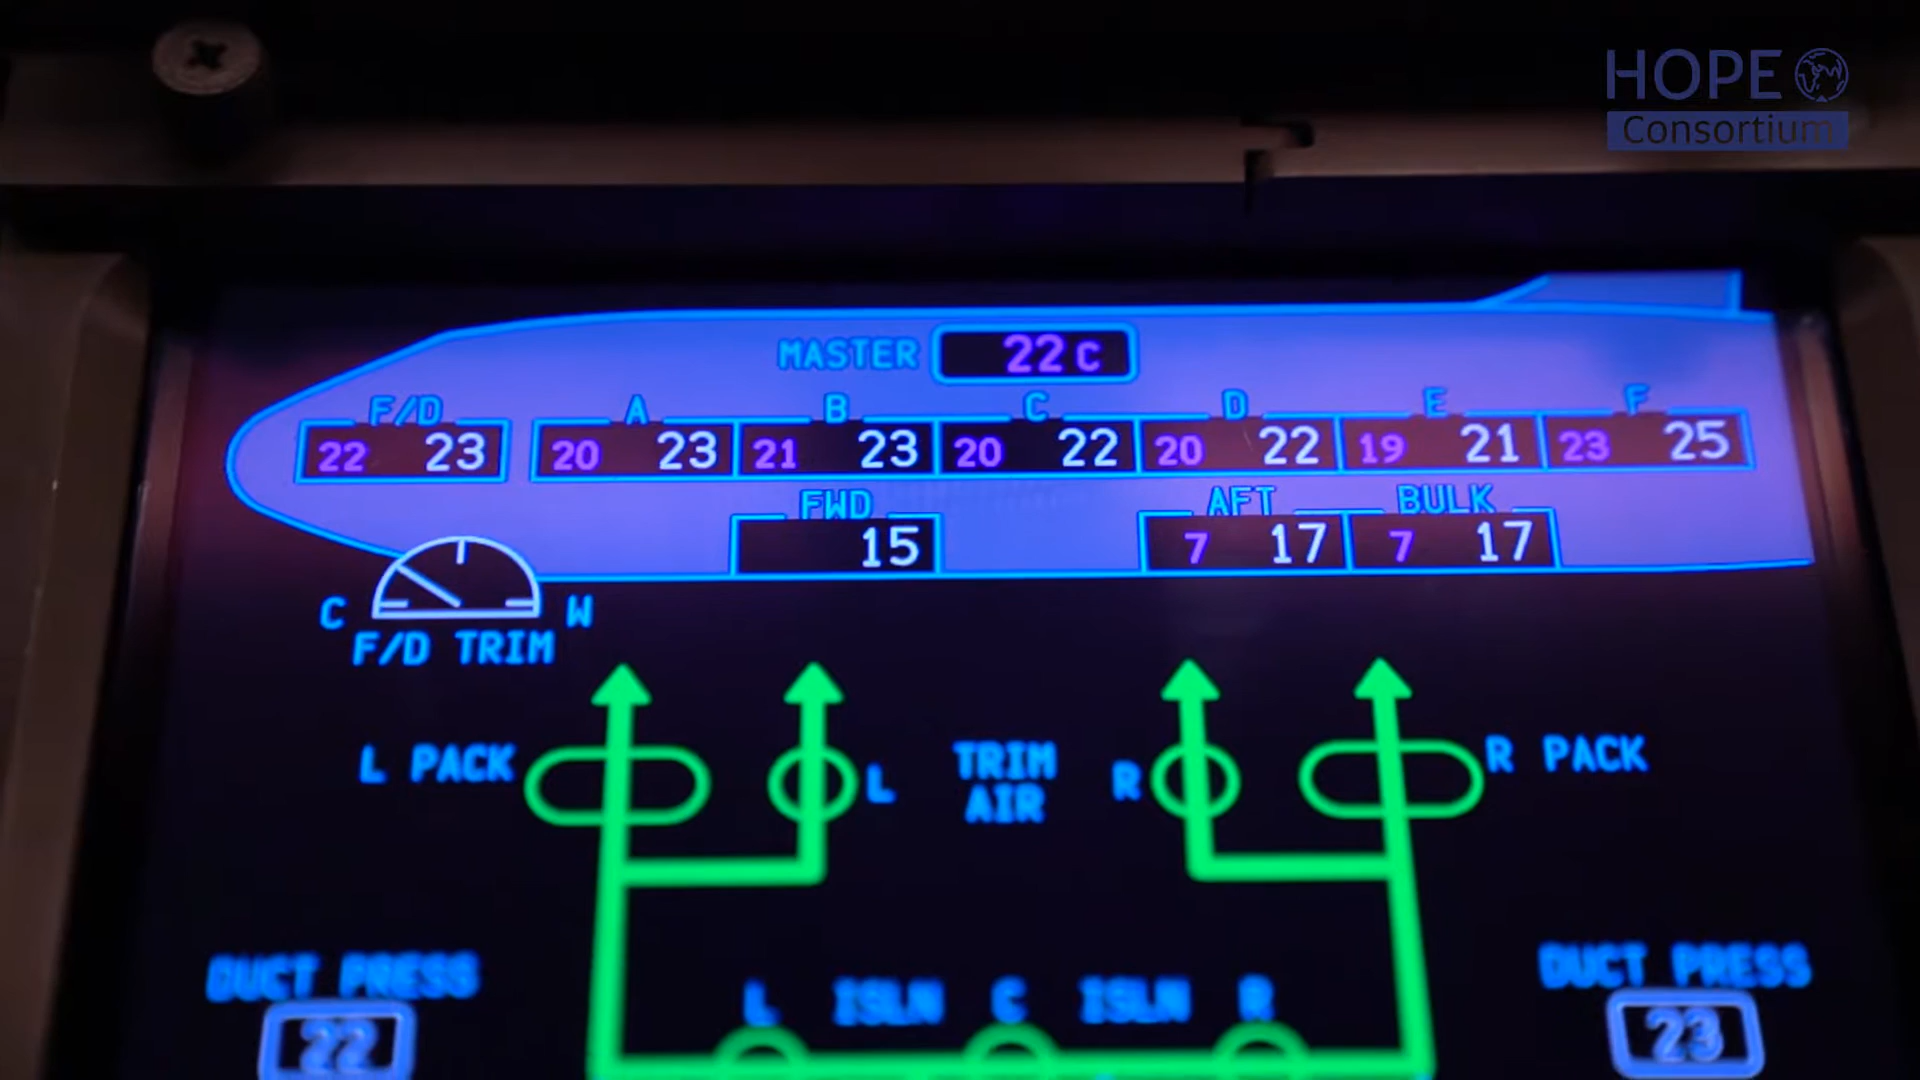 HOPE
Consortium
MASTER 22 C
F/D A B C D E F
22 23 20 23 21 23 20 22 20 22 19 21 23 25
FWD AFT BULK
15 7 17 7 17
C W
F/D TRIM
L PACK L TRIM AIR R R PACK
DUCT PRESS L ISLN C ISLN R DUCT PRESS
22 23